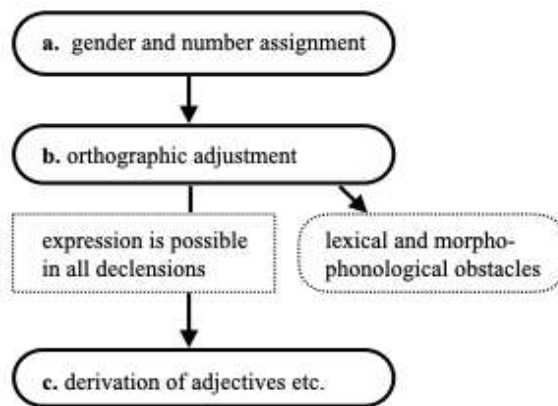 a. gender and number assignment
b. orthographic adjustment
expression is possible
in all declensions
lexical and morpho-
phonological obstacles
c. derivation of adjectives etc.